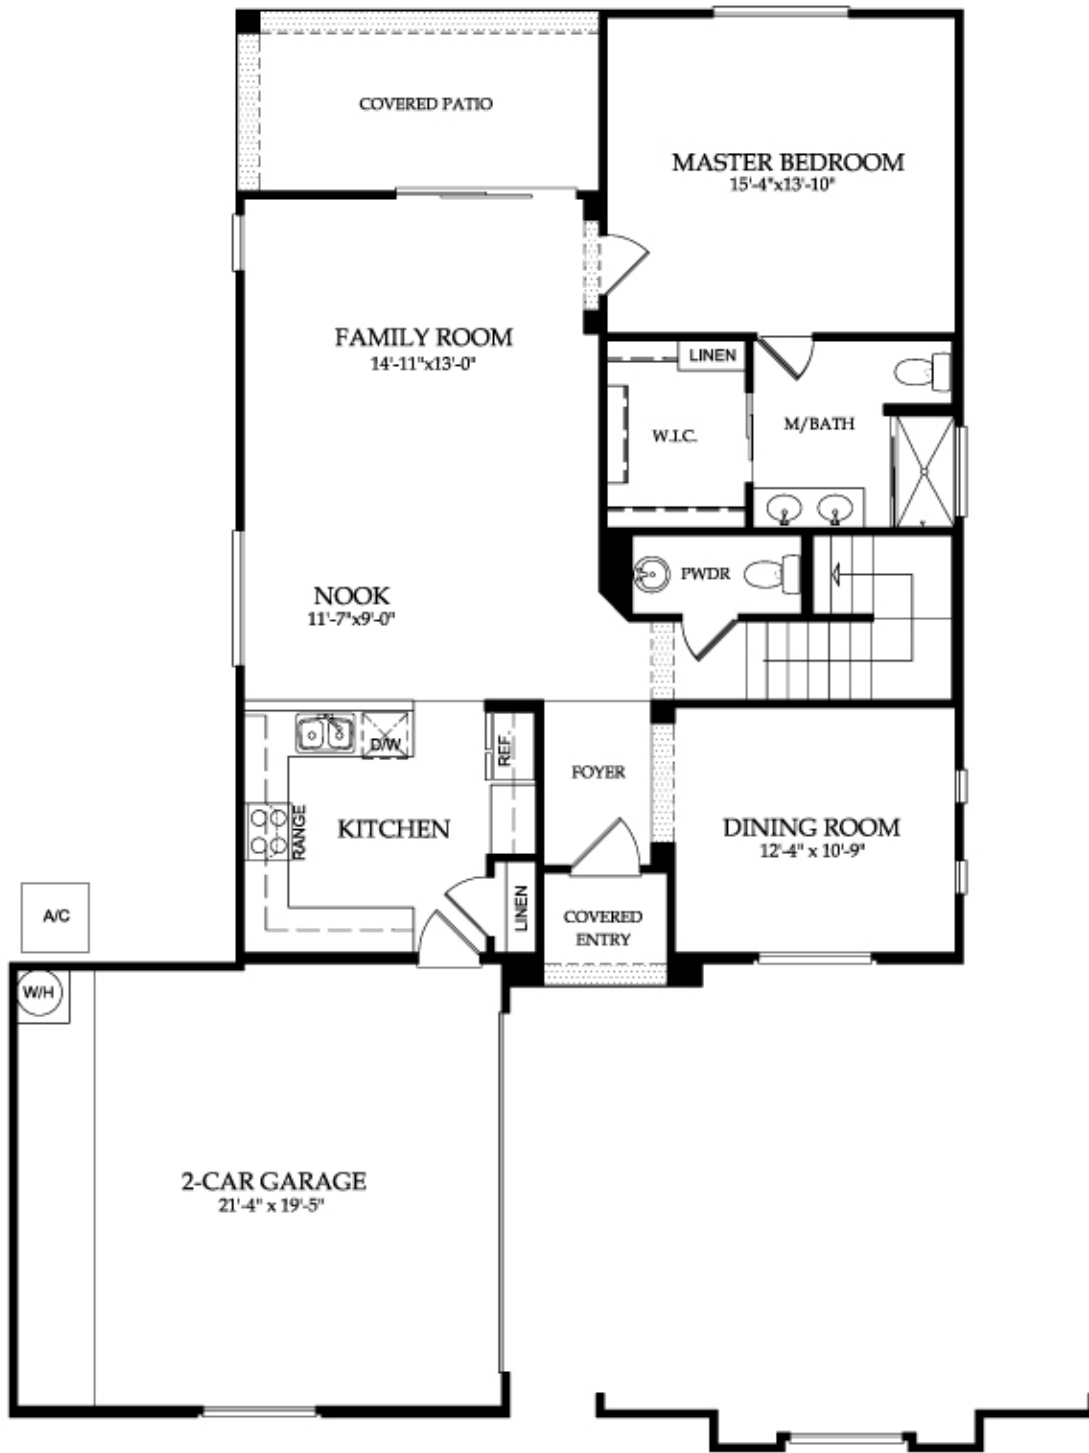 COVERED PATIO
MASTER BEDROOM
15'-4"x13'-10"
FAMILY ROOM
14'-11"x13'-0"
LINEN
W.I.C.
M/BATH
PWDR
NOOK
11'-7"x9'-0"
D/W
REF.
FOYER
RANGE
KITCHEN
DINING ROOM
12'-4" x 10'-9"
A/C
LINEN
COVERED
ENTRY
W/H
2-CAR GARAGE
21'-4" x 19'-5"